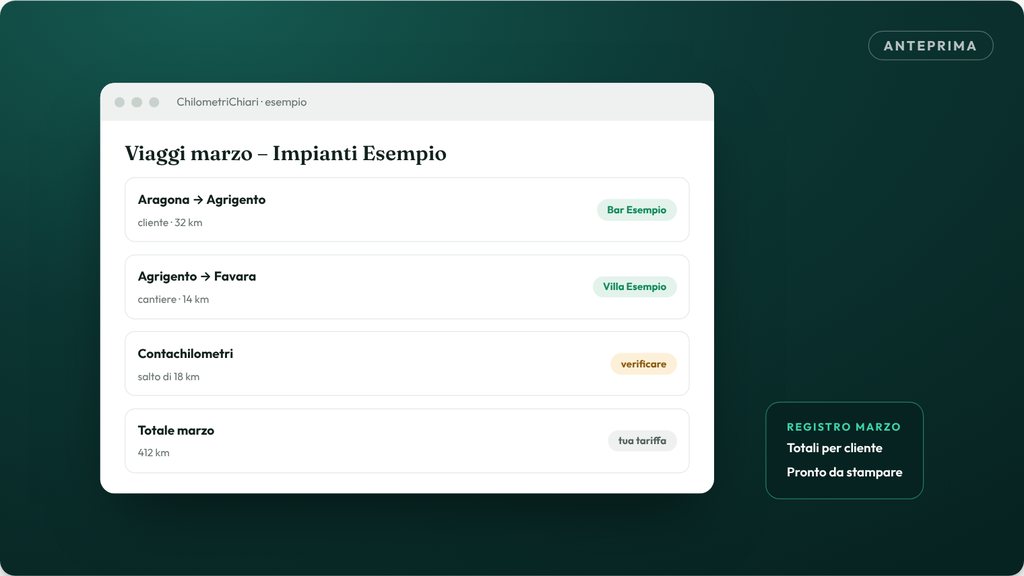 ANTEPRIMA
ChilometriChiari · esempio
Viaggi marzo – Impianti Esempio
Aragona → Agrigento
cliente · 32 km
Bar Esempio
Agrigento → Favara
cantiere · 14 km
Villa Esempio
Contachilometri
salto di 18 km
verificare
Totale marzo
412 km
tua tariffa
REGISTRO MARZO
Totali per cliente
Pronto da stampare